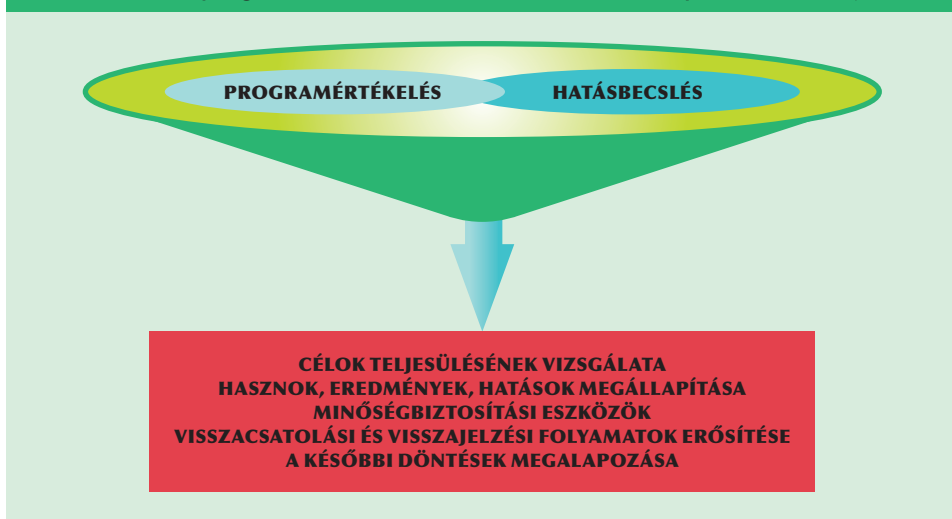 PROGRAMÉRTÉKELÉS HATÁSBECSLÉS
CÉLOK TELJESÜLÉSÉNEK VIZSGÁLATA
HASZNOK, EREDMÉNYEK, HATÁSOK MEGÁLLAPÍTÁSA
MINŐSÉGBIZTOSÍTÁSI ESZKÖZÖK
VISSZACSATOLÁSI ÉS VISSZAJELZÉSI FOLYAMATOK ERŐSÍTÉSE
A KÉSŐBBI DÖNTÉSEK MEGALAPOZÁSA